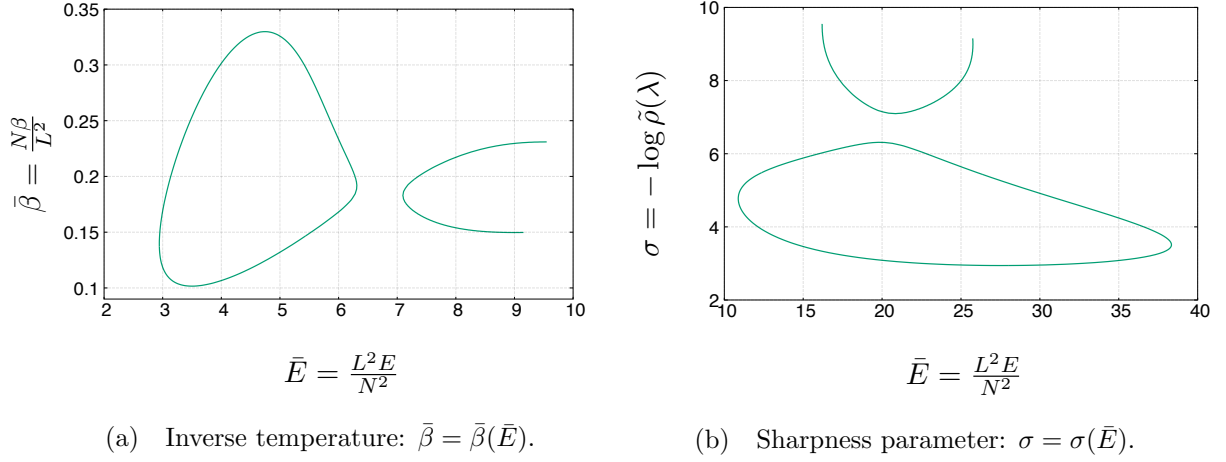 0.35
0.3
0.25
0.2
0.15
0.1
2 3 4 5 6 7 8 9 10
β̄ = Nβ/L²
Ē = L²E/N²
(a) Inverse temperature: β̄ = β̄(Ē).
10
8
6
4
2
10 15 20 25 30 35 40
σ = − log ρ̃(λ)
Ē = L²E/N²
(b) Sharpness parameter: σ = σ(Ē).